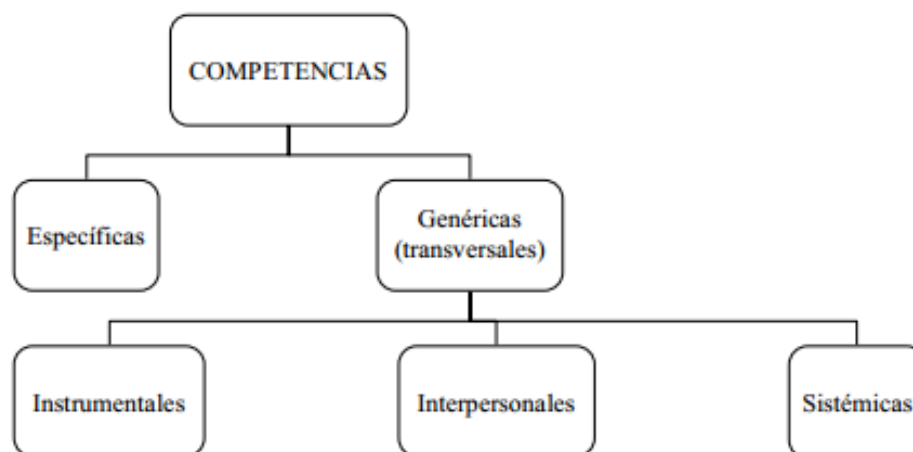 COMPETENCIAS
Específicas
Genéricas
(transversales)
Instrumentales
Interpersonales
Sistémicas